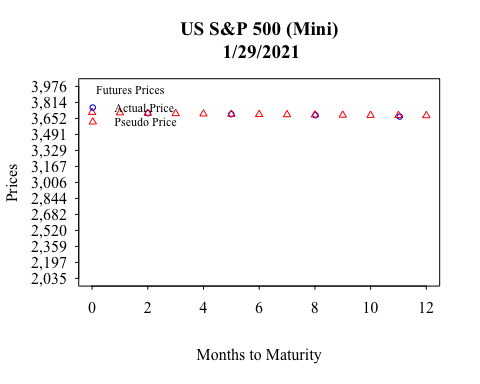 US S&P 500 (Mini)
1/29/2021
Futures Prices
Actual Price
Pseudo Price
Prices
3,976
3,814
3,652
3,491
3,329
3,167
3,006
2,844
2,682
2,520
2,359
2,197
2,035
0 2 4 6 8 10 12
Months to Maturity